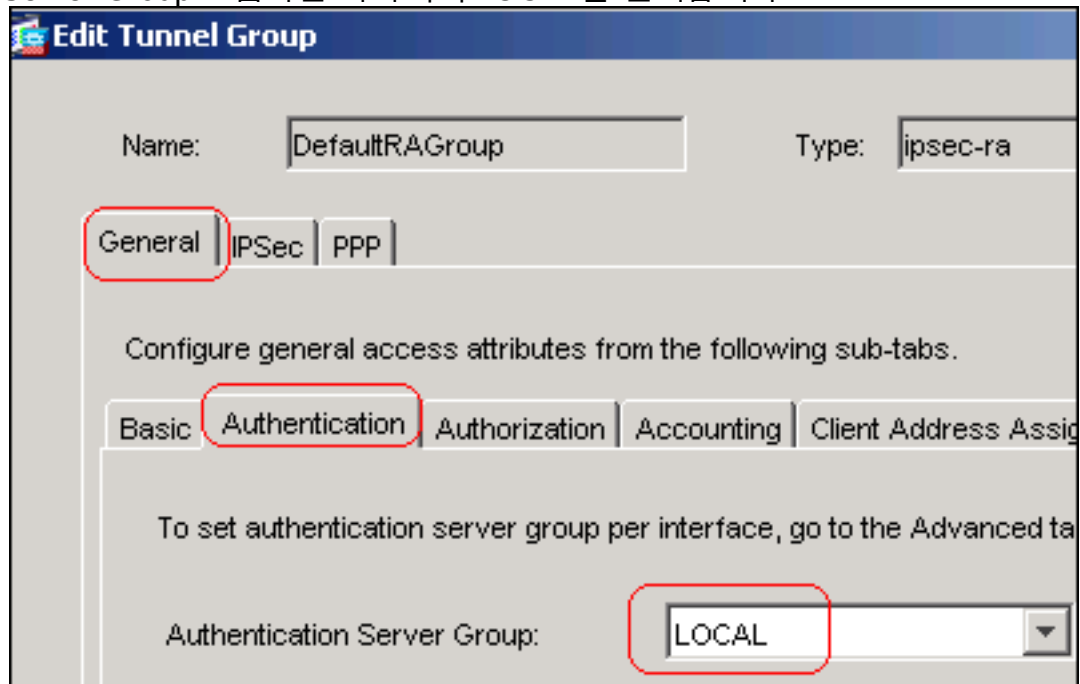 Edit Tunnel Group
Name: DefaultRAGroup Type: ipsec-ra
General IPSec PPP
Configure general access attributes from the following sub-tabs.
Basic Authentication Authorization Accounting Client Address Assig
To set authentication server group per interface, go to the Advanced ta
Authentication Server Group: LOCAL